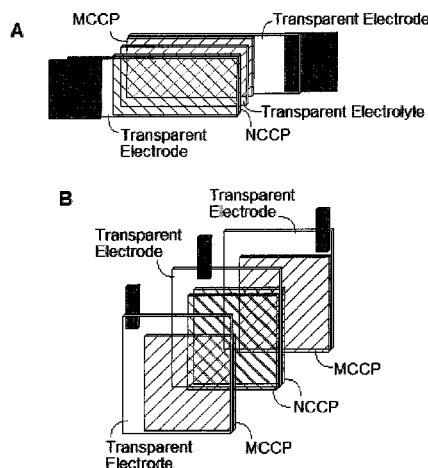 A
MCCP
Transparent Electrode
Transparent Electrolyte
NCCP
Transparent
Electrode
B
Transparent
Electrode
Transparent
Electrode
MCCP
NCCP
MCCP
Transparent
Electrode